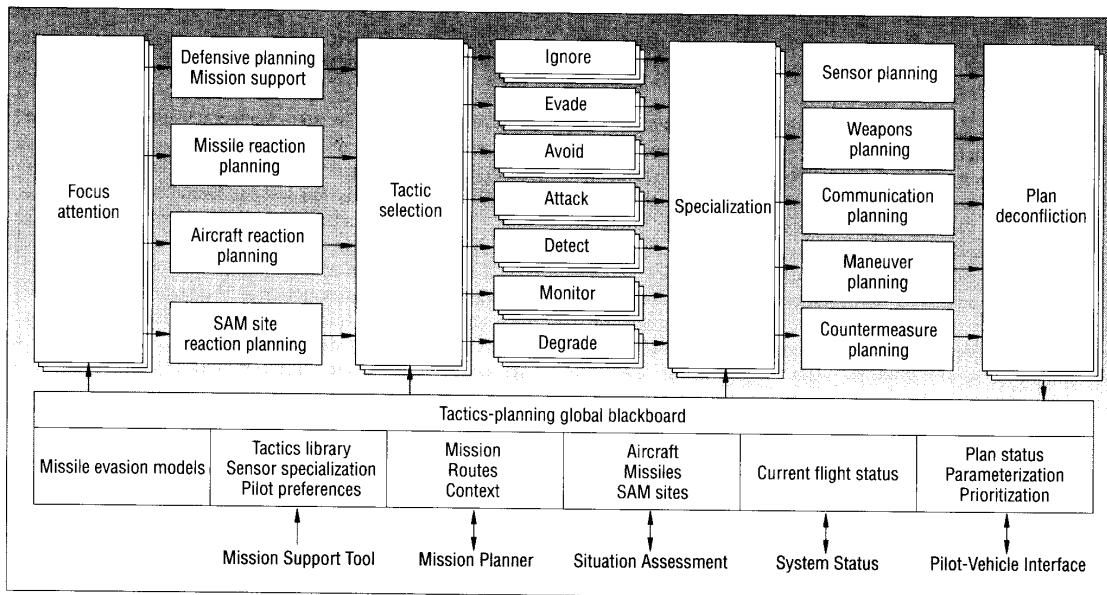 Focus
attention
Defensive planning
Mission support
Missile reaction
planning
Aircraft reaction
planning
SAM site
reaction planning
Tactic
selection
Ignore
Evade
Avoid
Attack
Detect
Monitor
Degrade
Specialization
Sensor planning
Weapons
planning
Communication
planning
Maneuver
planning
Countermeasure
planning
Plan
deconfliction
Tactics-planning global blackboard
Missile evasion models
Tactics library
Sensor specialization
Pilot preferences
Mission
Routes
Context
Aircraft
Missiles
SAM sites
Current flight status
Plan status
Parameterization
Prioritization
Mission Support Tool
Mission Planner
Situation Assessment
System Status
Pilot-Vehicle Interface